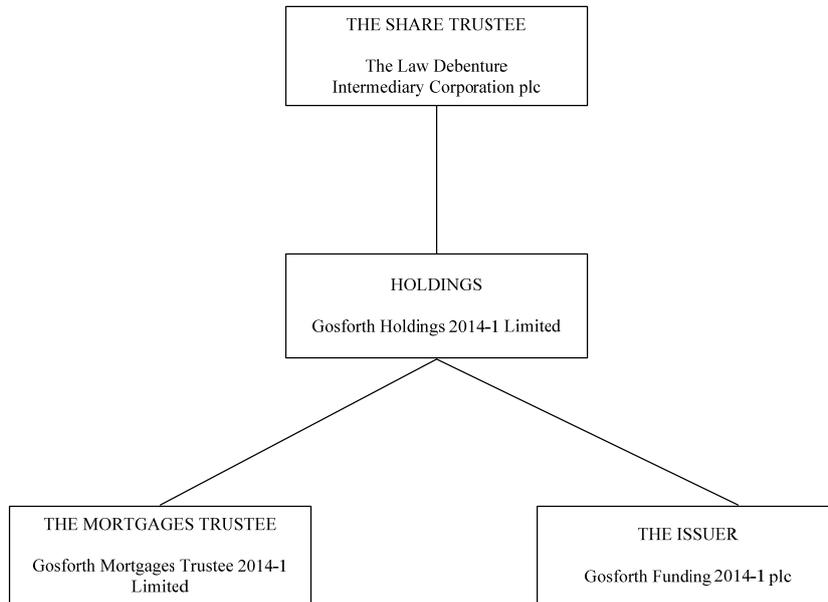 THE SHARE TRUSTEE
The Law Debenture
Intermediary Corporation plc
HOLDINGS
Gosforth Holdings 2014-1 Limited
THE MORTGAGES TRUSTEE
Gosforth Mortgages Trustee 2014-1
Limited
THE ISSUER
Gosforth Funding 2014-1 plc